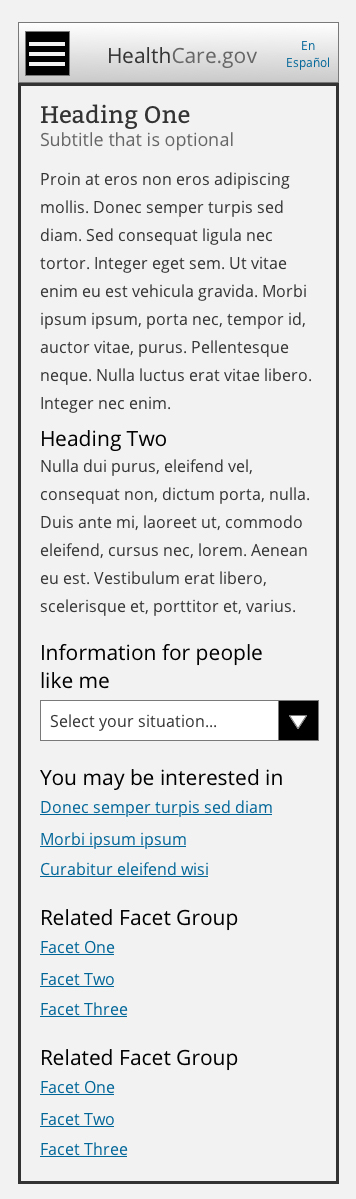 HealthCare.gov
En
Español
Heading One
Subtitle that is optional
Proin at eros non eros adipiscing
mollis. Donec semper turpis sed
diam. Sed consequat ligula nec
tortor. Integer eget sem. Ut vitae
enim eu est vehicula gravida. Morbi
ipsum ipsum, porta nec, tempor id,
auctor vitae, purus. Pellentesque
neque. Nulla luctus erat vitae libero.
Integer nec enim.
Heading Two
Nulla dui purus, eleifend vel,
consequat non, dictum porta, nulla.
Duis ante mi, laoreet ut, commodo
eleifend, cursus nec, lorem. Aenean
eu est. Vestibulum erat libero,
scelerisque et, porttitor et, varius.
Information for people
like me
Select your situation...
You may be interested in
Donec semper turpis sed diam
Morbi ipsum ipsum
Curabitur eleifend wisi
Related Facet Group
Facet One
Facet Two
Facet Three
Related Facet Group
Facet One
Facet Two
Facet Three